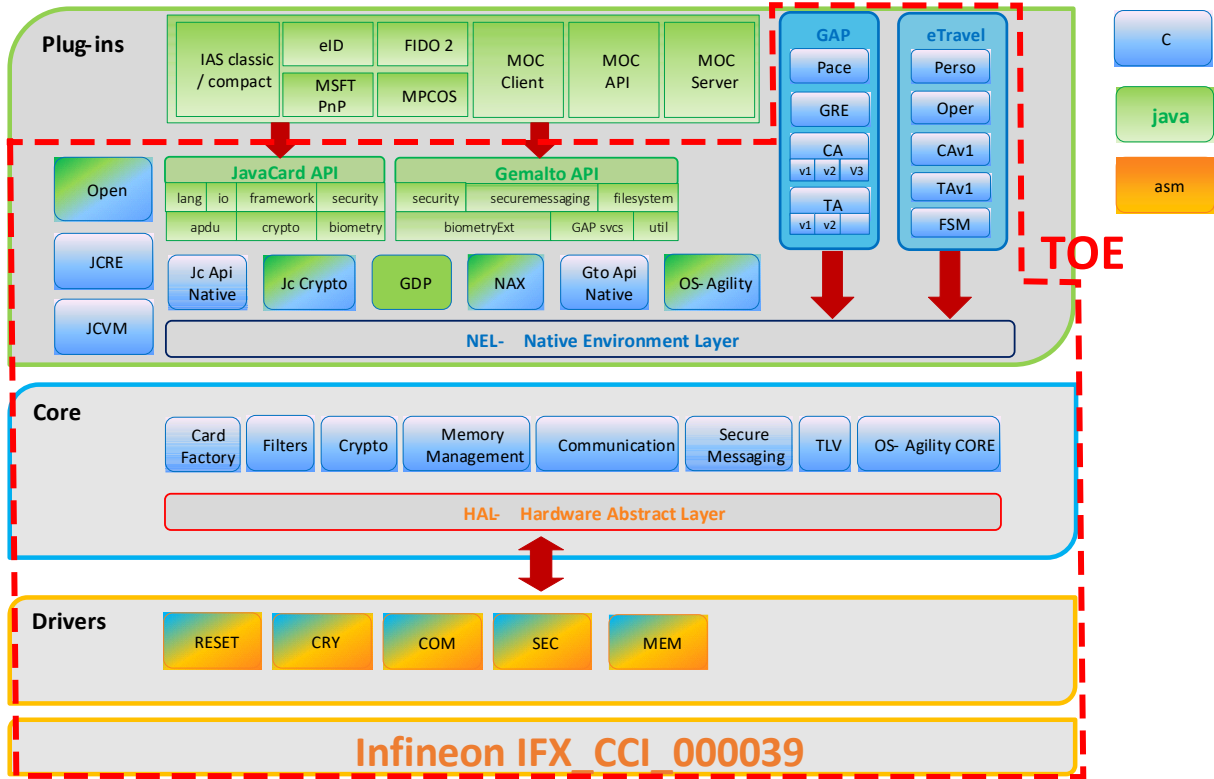 Plug-ins
IAS classic
/ compact
eID
FIDO 2
MSFT
PnP
MPCOS
MOC
Client
MOC
API
MOC
Server
GAP
Pace
GRE
CA
v1 v2 V3
TA
v1 v2
eTravel
Perso
Oper
CAv1
TAv1
FSM
C
java
asm
TOE
Open
JCRE
JCVM
JavaCard API
lang io framework security
apdu crypto biometry
Gemalto API
security securemessaging filesystem
biometryExt GAP svcs util
Jc Api
Native
Jc Crypto
GDP
NAX
Gto Api
Native
OS- Agility
NEL- Native Environment Layer
Core
Card
Factory
Filters
Crypto
Memory
Management
Communication
Secure
Messaging
TLV
OS- Agility CORE
HAL- Hardware Abstract Layer
Drivers
RESET
CRY
COM
SEC
MEM
Infineon IFX_CCI_000039